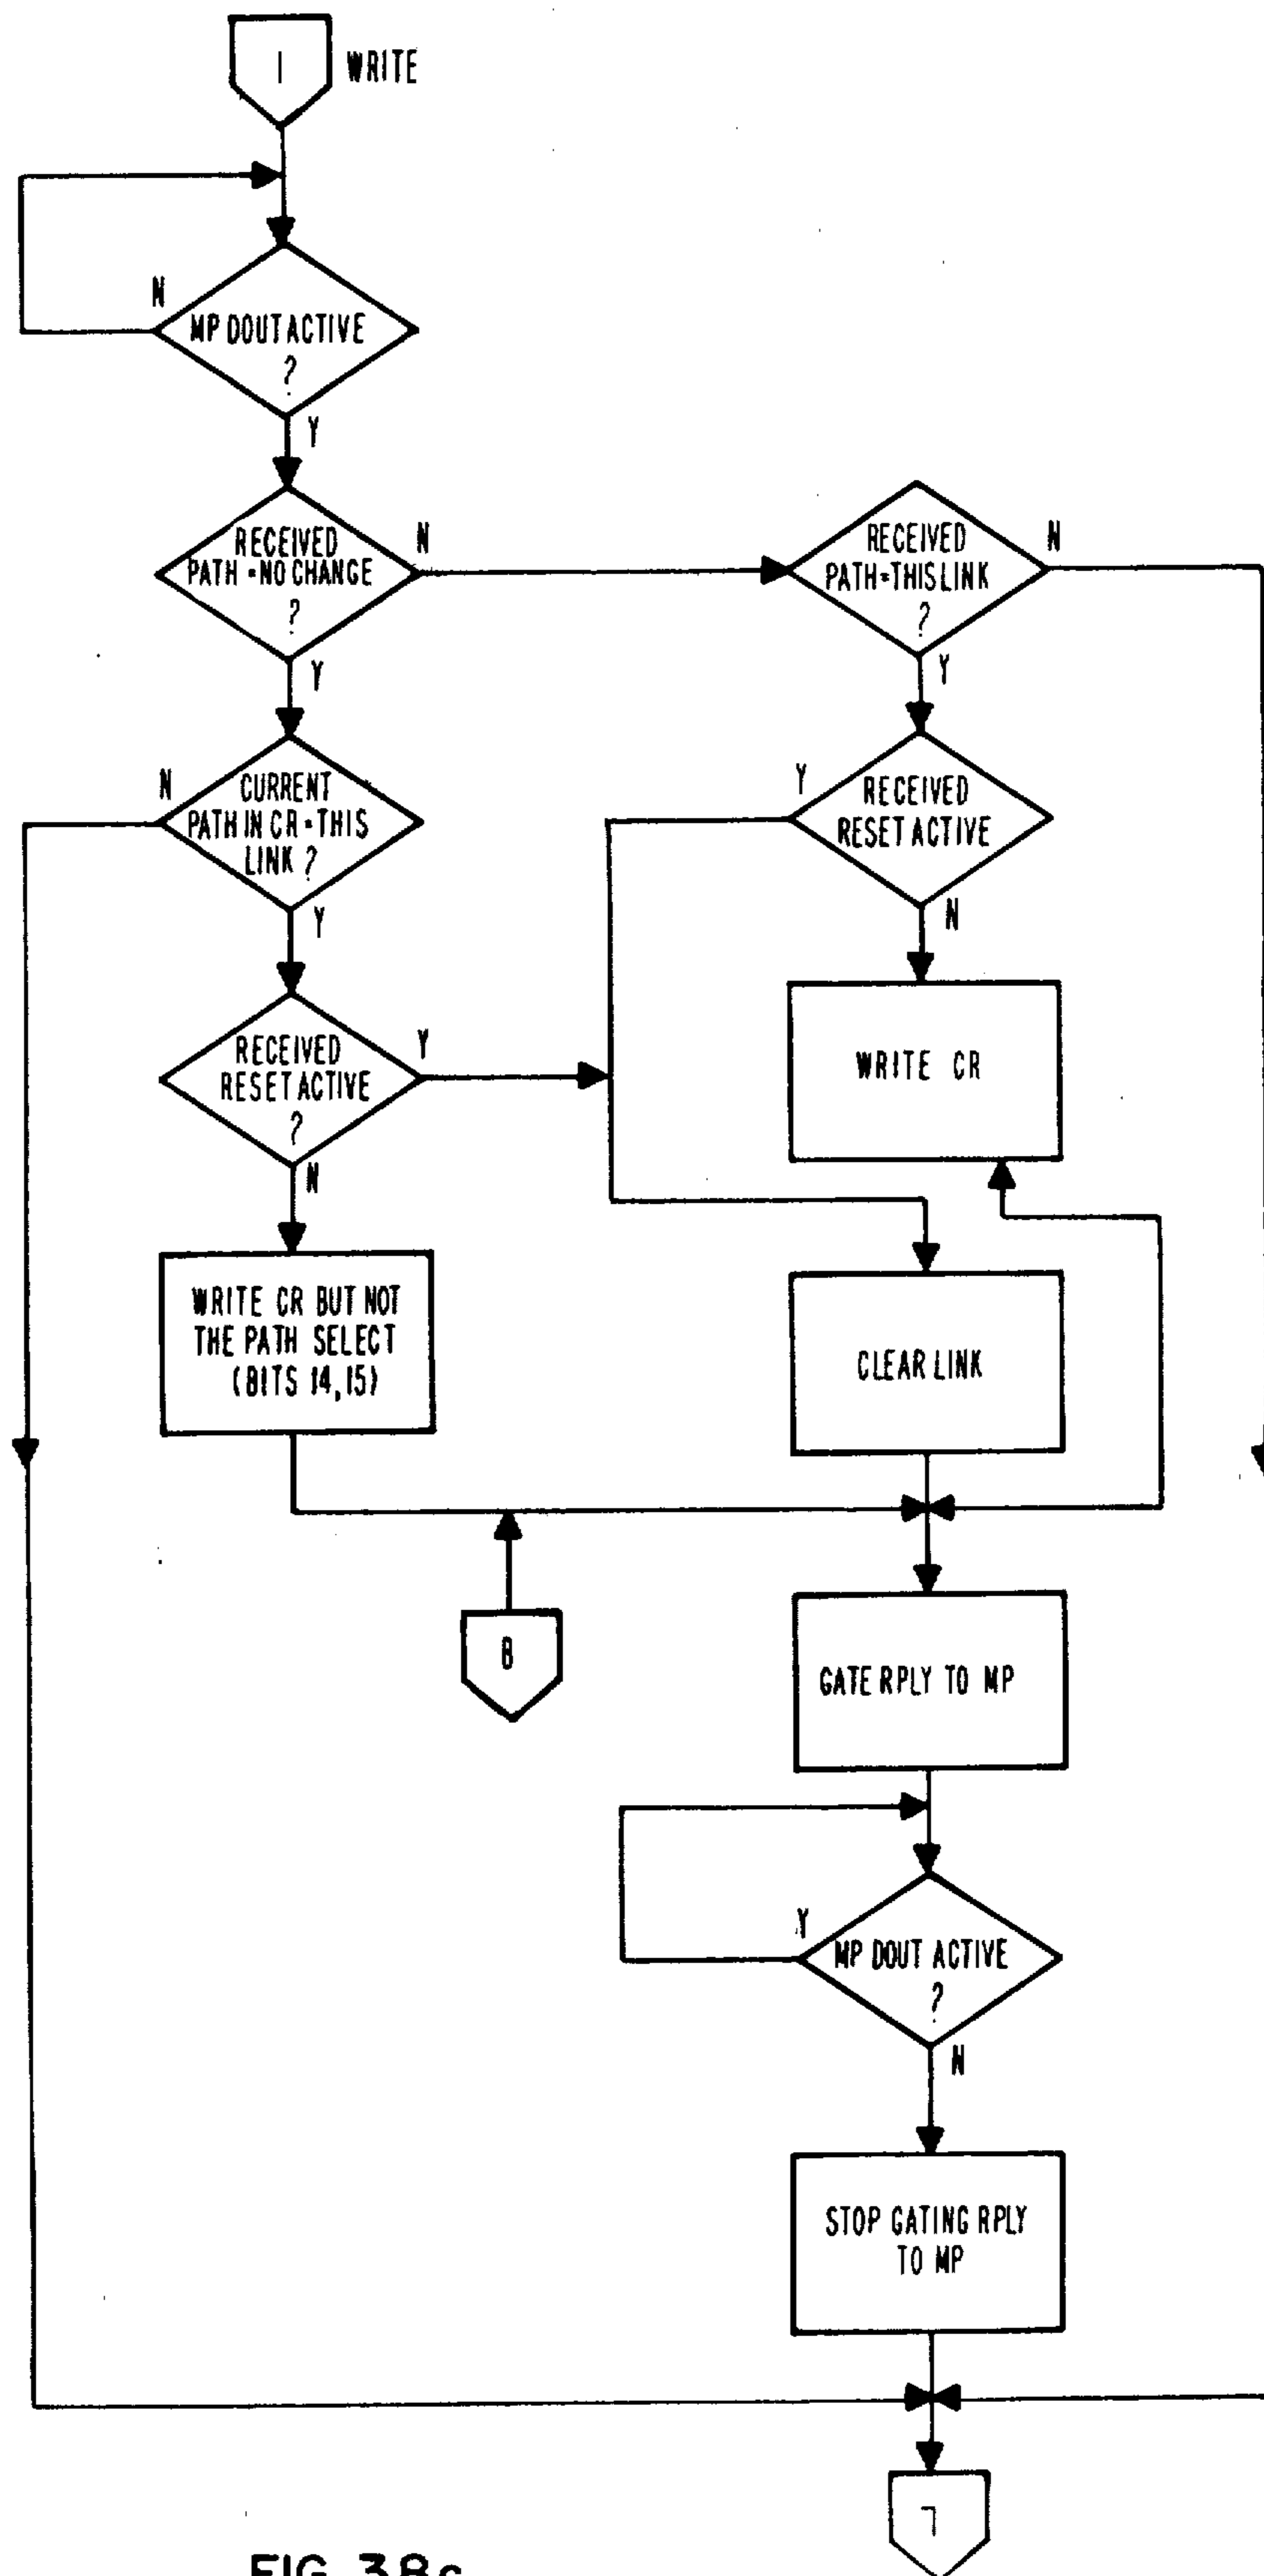 1 WRITE
N
MP DOUT ACTIVE
?
Y
RECEIVED
PATH = NO CHANGE
?
N
Y
RECEIVED
PATH = THIS LINK
?
N
Y
N
CURRENT
PATH IN CR = THIS
LINK ?
Y
Y
RECEIVED
RESET ACTIVE
N
RECEIVED
RESET ACTIVE
?
Y
N
WRITE CR
WRITE CR BUT NOT
THE PATH SELECT
(BITS 14, 15)
CLEAR LINK
8
GATE RPLY TO MP
Y
MP DOUT ACTIVE
?
N
STOP GATING RPLY
TO MP
7
FIG. 38c